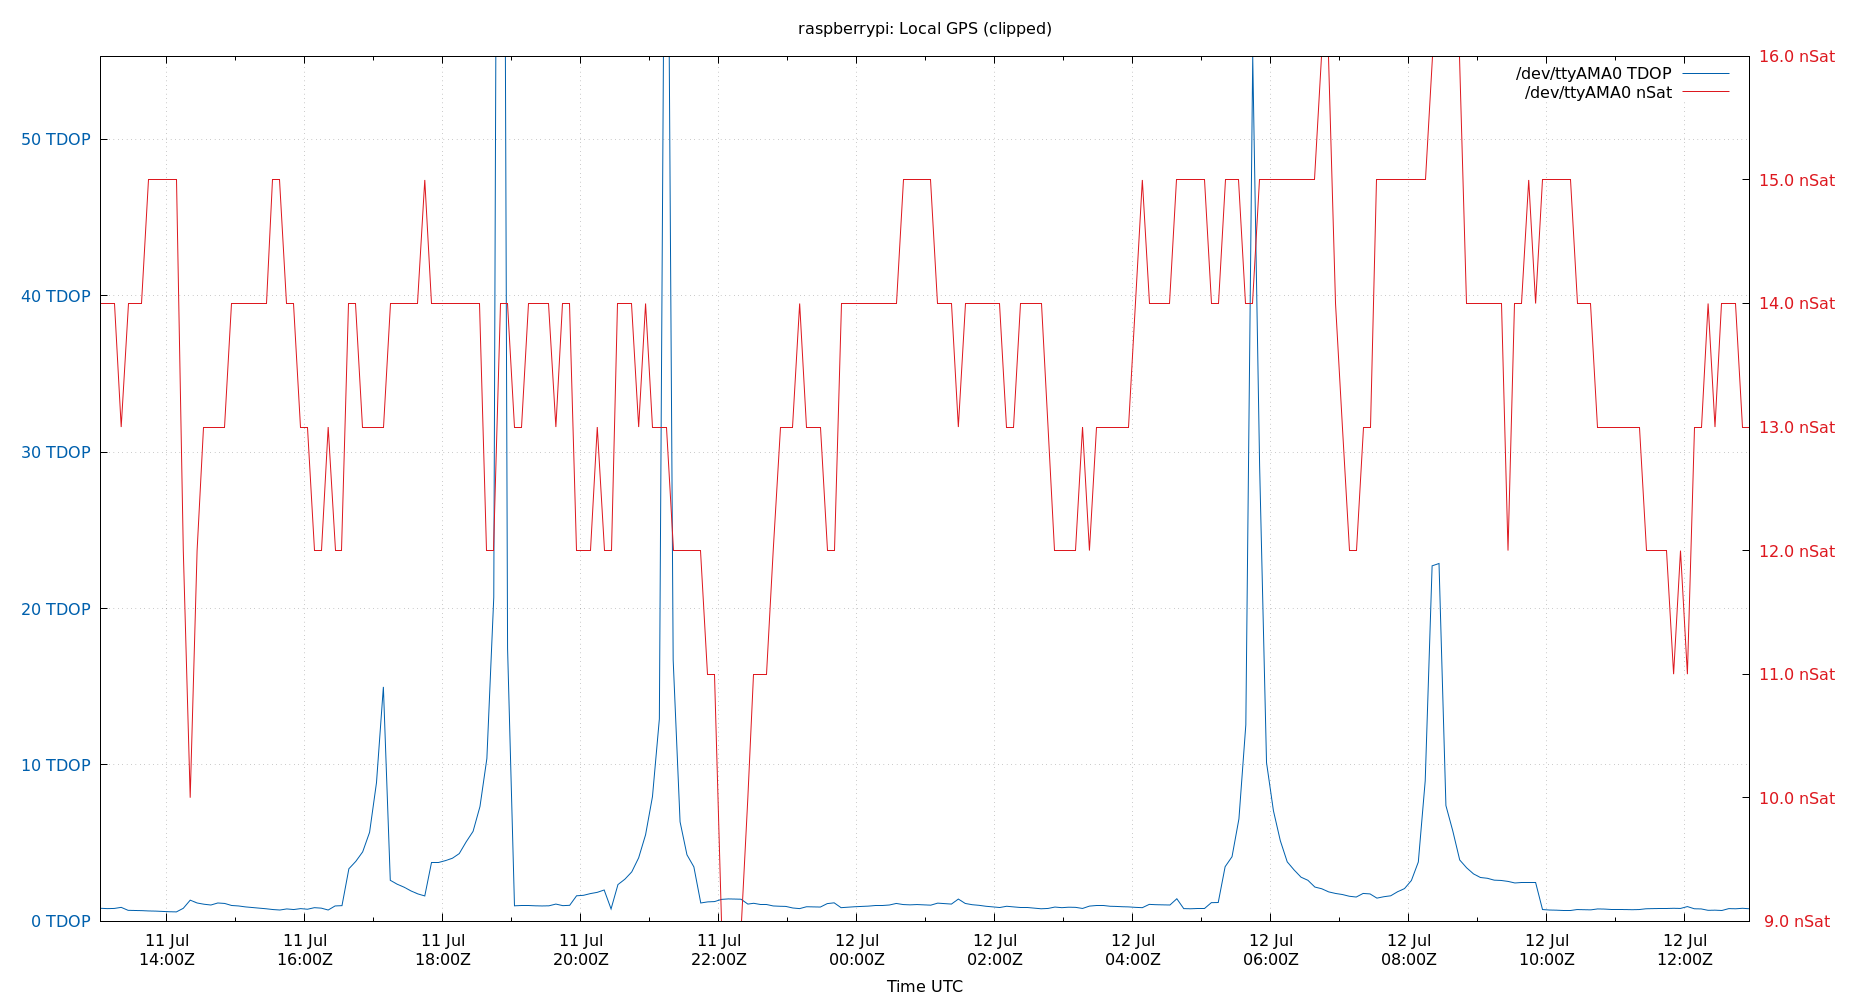 raspberrypi: Local GPS (clipped)
/dev/ttyAMA0 TDOP
/dev/ttyAMA0 nSat
50 TDOP
40 TDOP
30 TDOP
20 TDOP
10 TDOP
0 TDOP
16.0 nSat
15.0 nSat
14.0 nSat
13.0 nSat
12.0 nSat
11.0 nSat
10.0 nSat
9.0 nSat
11 Jul
14:00Z
11 Jul
16:00Z
11 Jul
18:00Z
11 Jul
20:00Z
11 Jul
22:00Z
12 Jul
00:00Z
12 Jul
02:00Z
12 Jul
04:00Z
12 Jul
06:00Z
12 Jul
08:00Z
12 Jul
10:00Z
12 Jul
12:00Z
Time UTC